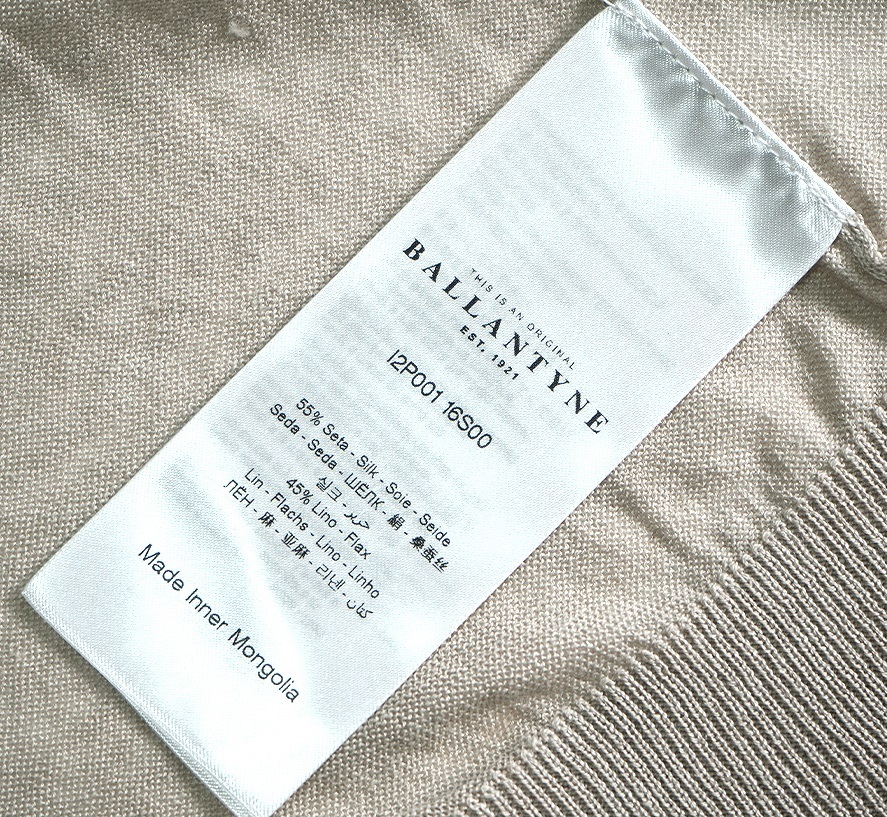 THIS IS AN ORIGINAL
BALLANTYNE
EST. 1921
I2P001 16S00
55% Seta - Silk - Soie - Seide
Seda - Seda - ШЁЛК - 絹 - 桑蚕丝
실크 - حرير
45% Lino - Flax
Lin - Flachs - Lino - Linho
ЛЁН - 麻 - 亚麻 - 리넨 - كتان
Made Inner Mongolia